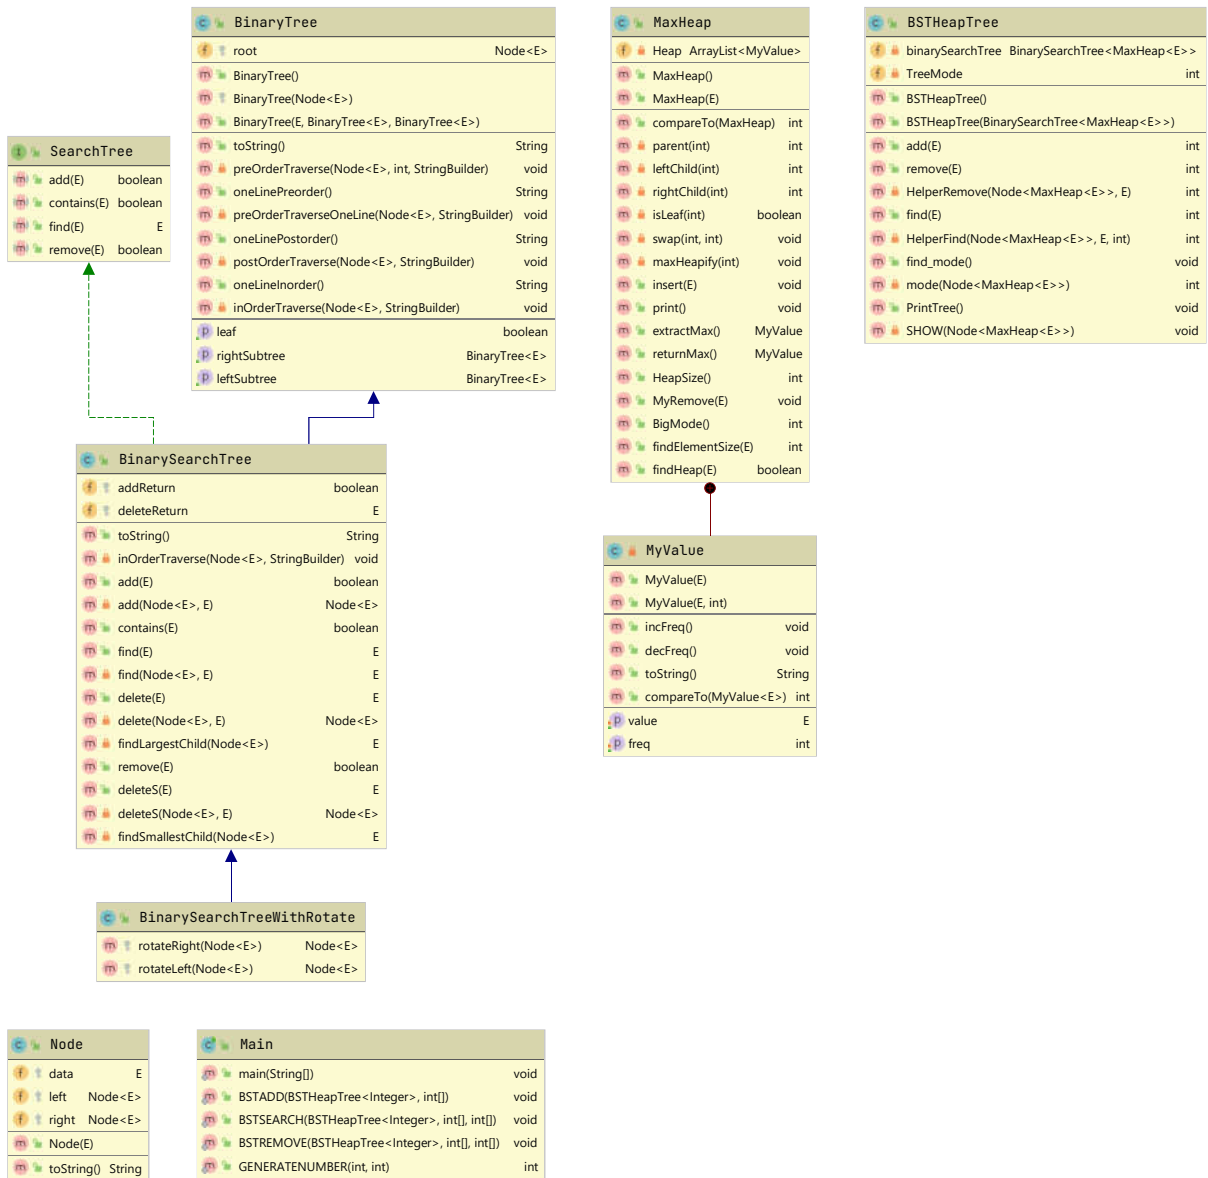 SearchTree
add(E) boolean
contains(E) boolean
find(E) E
remove(E) boolean
BinaryTree
root Node<E>
BinaryTree()
BinaryTree(Node<E>)
BinaryTree(E, BinaryTree<E>, BinaryTree<E>)
toString() String
preOrderTraverse(Node<E>, int, StringBuilder) void
oneLinePreorder() String
preOrderTraverseOneLine(Node<E>, StringBuilder) void
oneLinePostorder() String
postOrderTraverse(Node<E>, StringBuilder) void
oneLineInorder() String
inOrderTraverse(Node<E>, StringBuilder) void
leaf boolean
rightSubtree BinaryTree<E>
leftSubtree BinaryTree<E>
MaxHeap
Heap ArrayList<MyValue>
MaxHeap()
MaxHeap(E)
compareTo(MaxHeap) int
parent(int) int
leftChild(int) int
rightChild(int) int
isLeaf(int) boolean
swap(int, int) void
maxHeapify(int) void
insert(E) void
print() void
extractMax() MyValue
returnMax() MyValue
HeapSize() int
MyRemove(E) void
BigMode() int
findElementSize(E) int
findHeap(E) boolean
BSTHeapTree
binarySearchTree BinarySearchTree<MaxHeap<E>>
TreeMode int
BSTHeapTree()
BSTHeapTree(BinarySearchTree<MaxHeap<E>>)
add(E) int
remove(E) int
HelperRemove(Node<MaxHeap<E>>, E) int
find(E) int
HelperFind(Node<MaxHeap<E>>, E, int) int
find_mode() void
mode(Node<MaxHeap<E>>) int
PrintTree() void
SHOW(Node<MaxHeap<E>>) void
BinarySearchTree
addReturn boolean
deleteReturn E
toString() String
inOrderTraverse(Node<E>, StringBuilder) void
add(E) boolean
add(Node<E>, E) Node<E>
contains(E) boolean
find(E) E
find(Node<E>, E) E
delete(E) E
delete(Node<E>, E) Node<E>
findLargestChild(Node<E>) E
remove(E) boolean
deleteS(E) E
deleteS(Node<E>, E) Node<E>
findSmallestChild(Node<E>) E
MyValue
MyValue(E)
MyValue(E, int)
incFreq() void
decFreq() void
toString() String
compareTo(MyValue<E>) int
value E
freq int
BinarySearchTreeWithRotate
rotateRight(Node<E>) Node<E>
rotateLeft(Node<E>) Node<E>
Node
data E
left Node<E>
right Node<E>
Node(E)
toString() String
Main
main(String[]) void
BSTADD(BSTHeapTree<Integer>, int[]) void
BSTSEARCH(BSTHeapTree<Integer>, int[], int[]) void
BSTREMOVE(BSTHeapTree<Integer>, int[], int[]) void
GENERATENUMBER(int, int) int